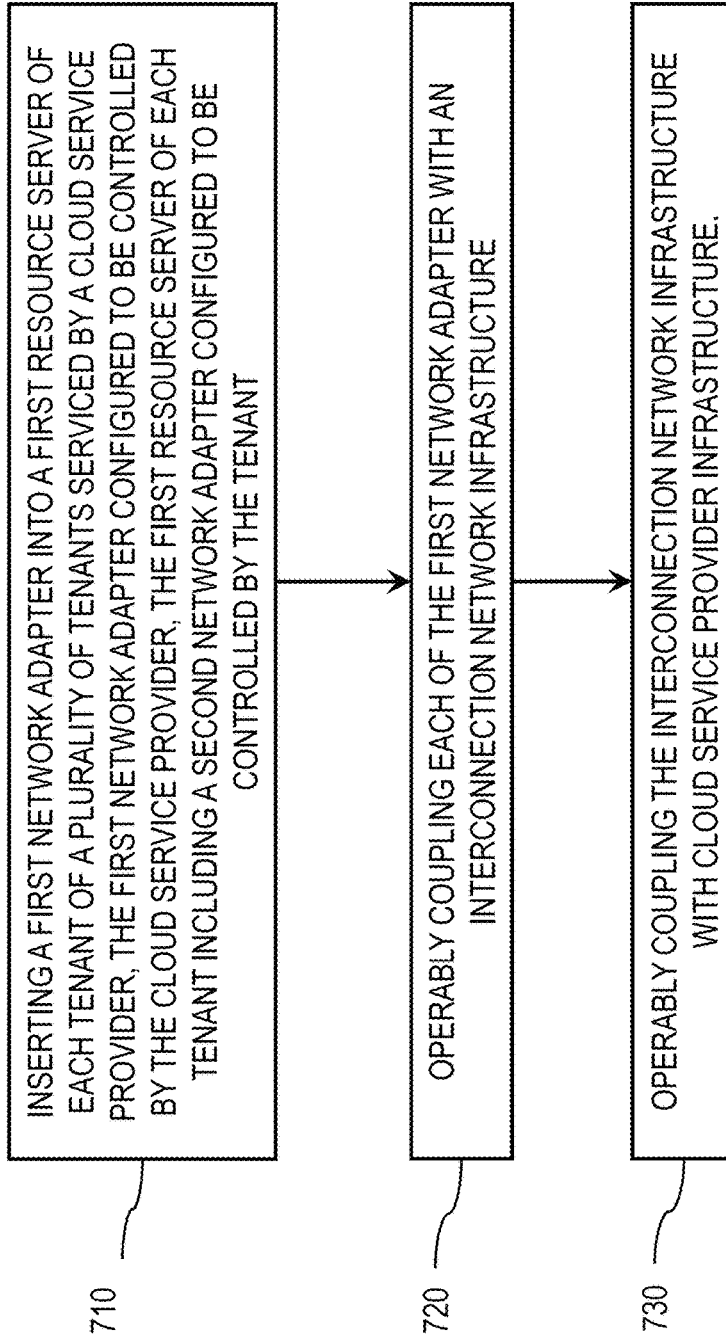 INSERTING A FIRST NETWORK ADAPTER INTO A FIRST RESOURCE SERVER OF
EACH TENANT OF A PLURALITY OF TENANTS SERVICED BY A CLOUD SERVICE
PROVIDER, THE FIRST NETWORK ADAPTER CONFIGURED TO BE CONTROLLED
BY THE CLOUD SERVICE PROVIDER, THE FIRST RESOURCE SERVER OF EACH
TENANT INCLUDING A SECOND NETWORK ADAPTER CONFIGURED TO BE
CONTROLLED BY THE TENANT
710
OPERABLY COUPLING EACH OF THE FIRST NETWORK ADAPTER WITH AN
INTERCONNECTION NETWORK INFRASTRUCTURE
720
OPERABLY COUPLING THE INTERCONNECTION NETWORK INFRASTRUCTURE
WITH CLOUD SERVICE PROVIDER INFRASTRUCTURE.
730